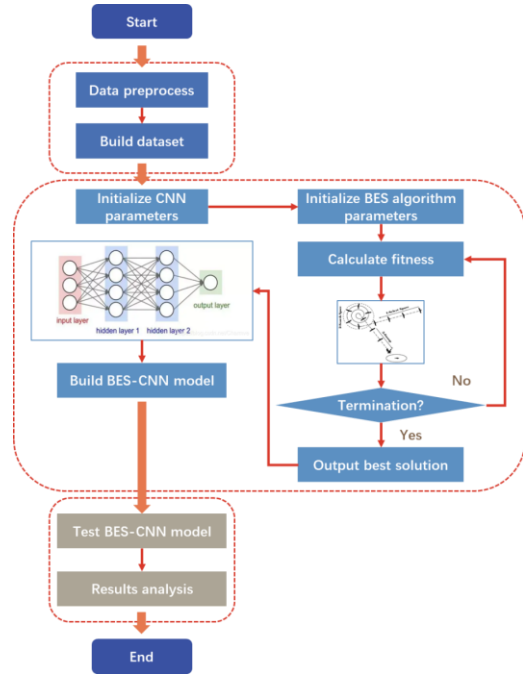 Start
Data preprocess
Build dataset
Initialize CNN
parameters
Initialize BES algorithm
parameters
Calculate fitness
input layer
hidden layer 1
hidden layer 2
output layer
Build BES-CNN model
No
Termination?
Yes
Output best solution
Test BES-CNN model
Results analysis
End